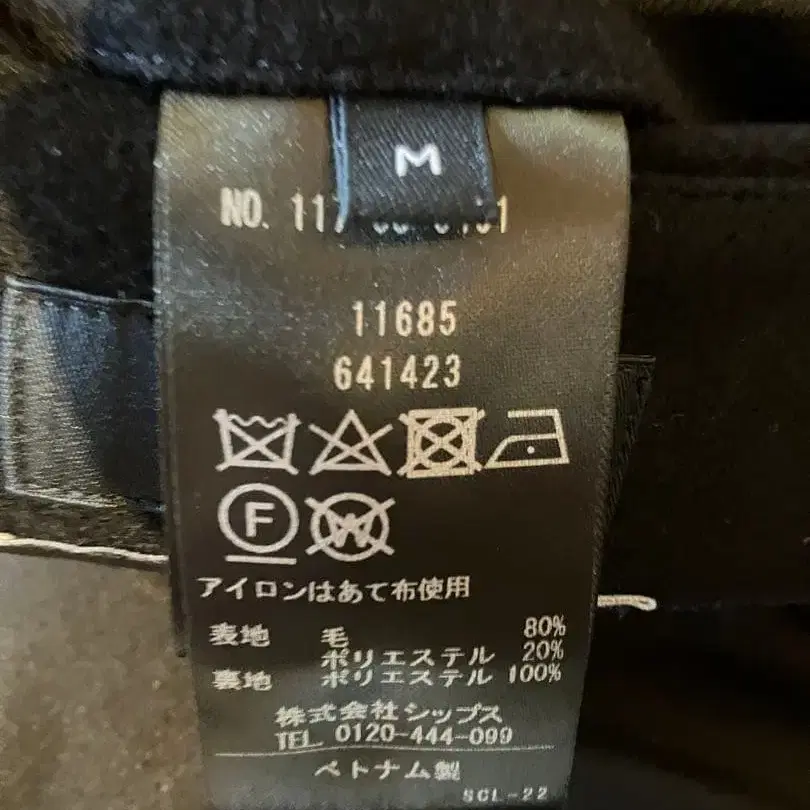 M
NO. 117
11685
641423
F
W
アイロンはあて布使用
表地 毛 80%
ポリエステル 20%
裏地 ポリエステル 100%
株式会社シップス
TEL. 0120-444-099
ベトナム製
SCL-22